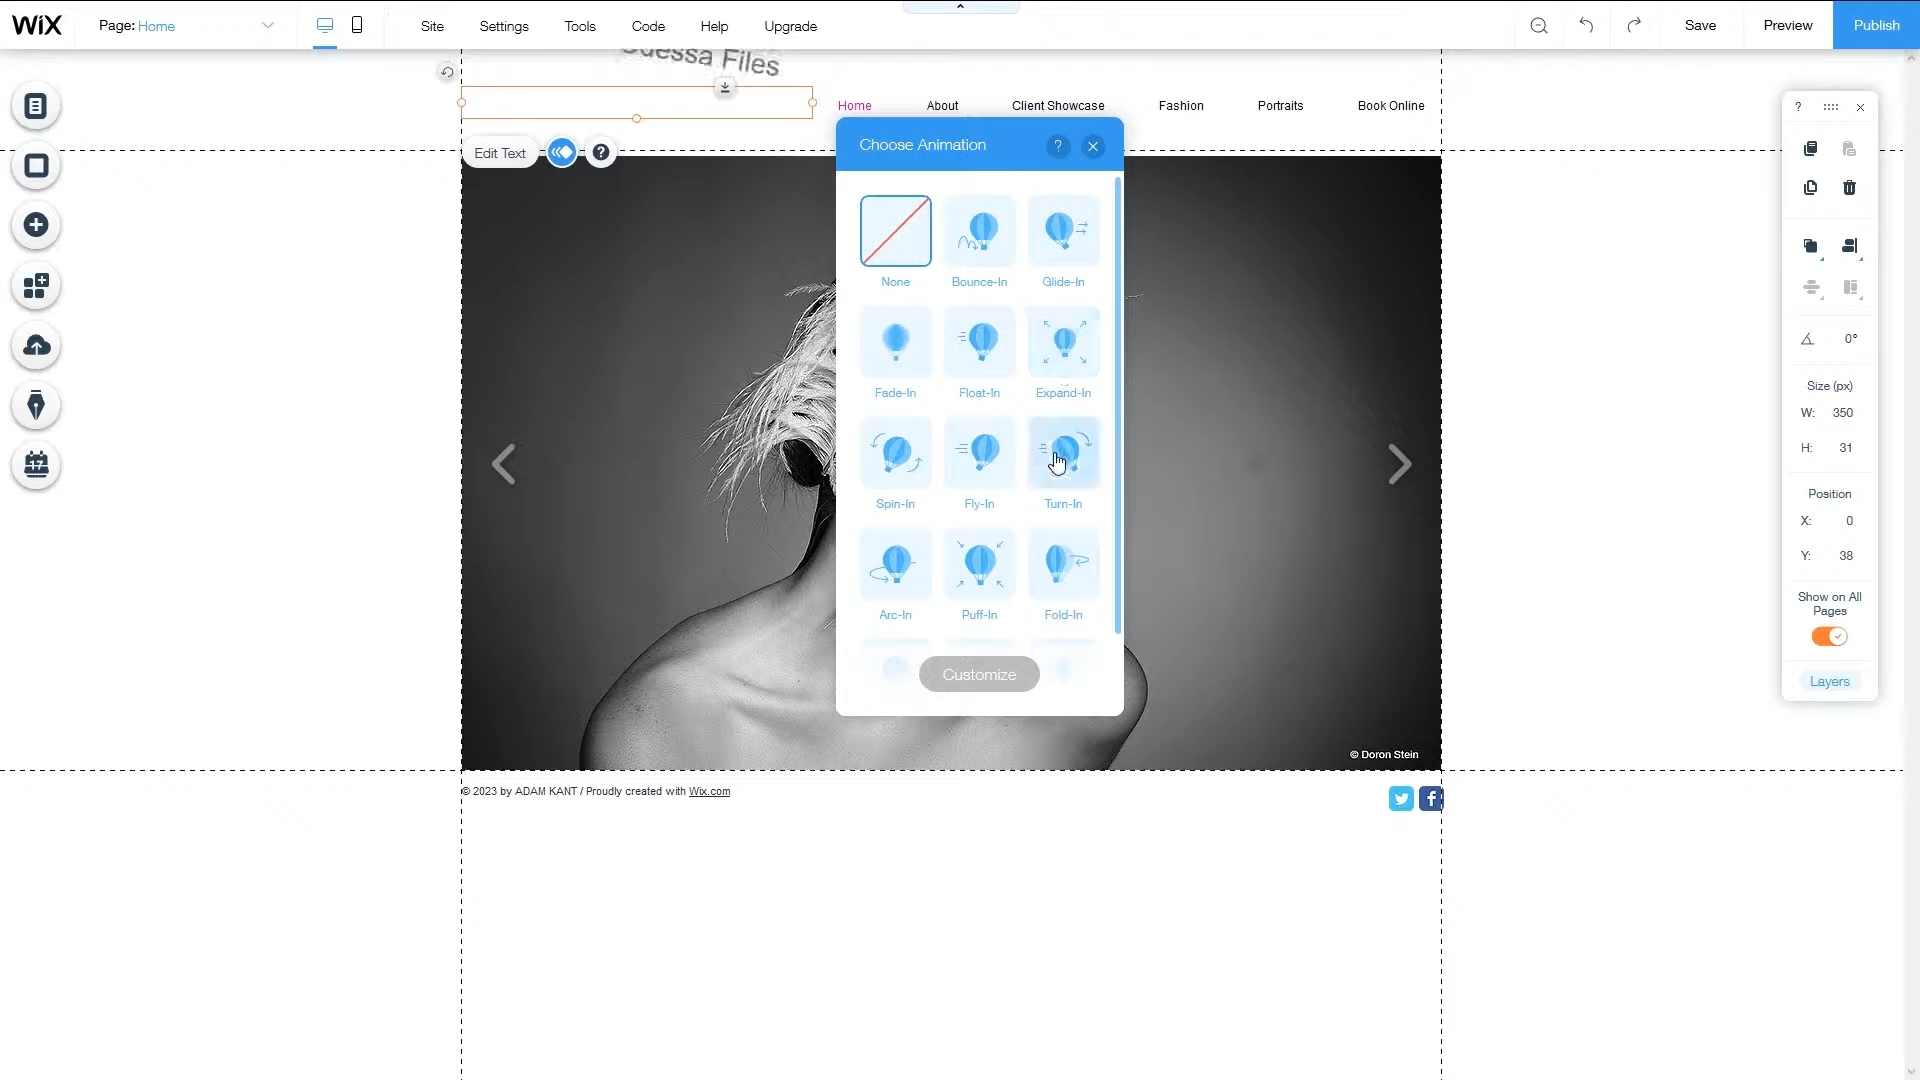 WiX
Page: Home
Site
Settings
Tools
Code
Help
Upgrade
Save
Preview
Publish
Odessa Files
Home
About
Client Showcase
Fashion
Portraits
Book Online
Edit Text
?
Choose Animation
?
None
Bounce-In
Glide-In
Fade-In
Float-In
Expand-In
Spin-In
Fly-In
Turn-In
Arc-In
Puff-In
Fold-In
Customize
17
?
0°
Size (px)
W: 350
H: 31
Position
X: 0
Y: 38
Show on All
Pages
Layers
© Doron Stein
© 2023 by ADAM KANT / Proudly created with Wix.com